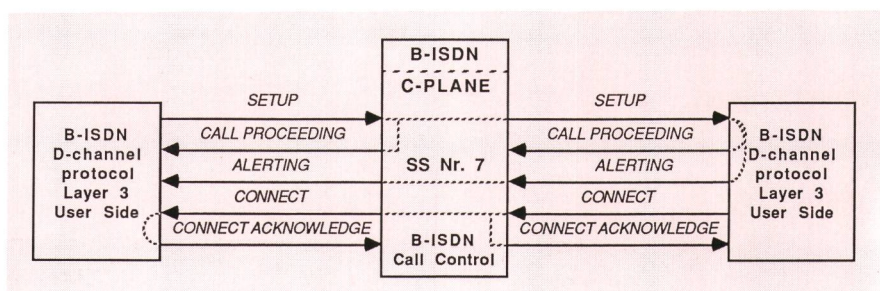 B-ISDN
C-PLANE
SETUP
SETUP
CALL PROCEEDING
CALL PROCEEDING
ALERTING
SS Nr. 7
ALERTING
CONNECT
CONNECT
CONNECT ACKNOWLEDGE
CONNECT ACKNOWLEDGE
B-ISDN
D-channel
protocol
Layer 3
User Side
B-ISDN
Call Control
B-ISDN
D-channel
protocol
Layer 3
User Side